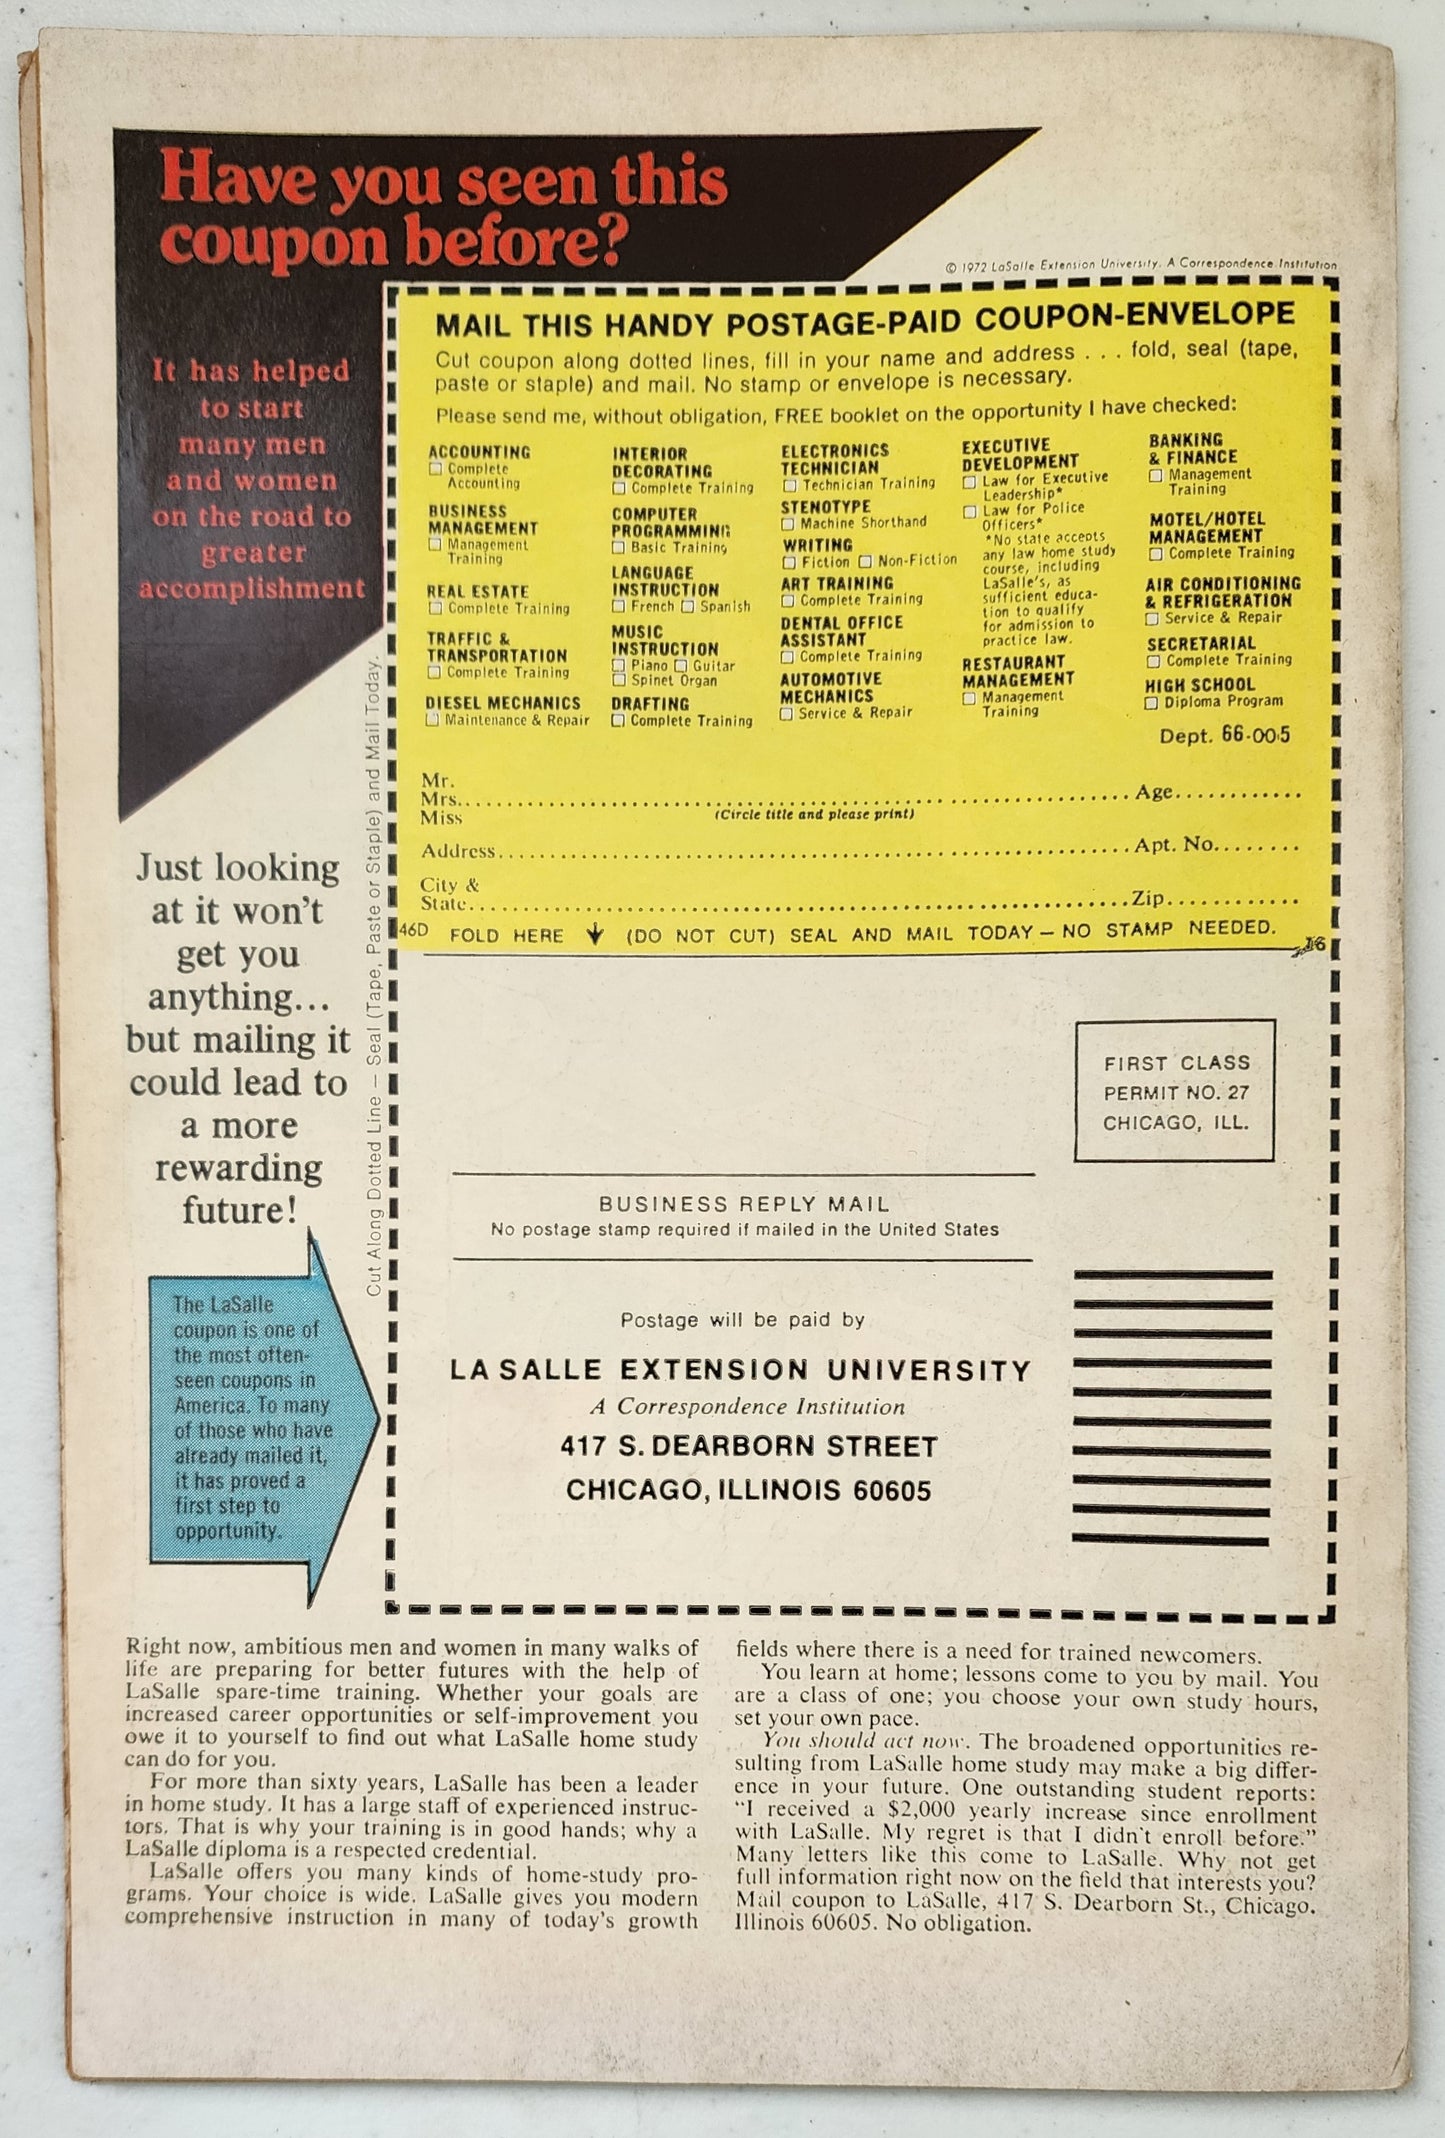 Have you seen this
coupon before?
© 1972 LaSalle Extension University. A Correspondence Institution
It has helped
to start
many men
and women
on the road to
greater
accomplishment
MAIL THIS HANDY POSTAGE-PAID COUPON-ENVELOPE
Cut coupon along dotted lines, fill in your name and address . . . fold, seal (tape,
paste or staple) and mail. No stamp or envelope is necessary.
Please send me, without obligation, FREE booklet on the opportunity I have checked:
ACCOUNTING
☐ Complete
Accounting
BUSINESS
MANAGEMENT
☐ Management
Training
REAL ESTATE
☐ Complete Training
TRAFFIC &
TRANSPORTATION
☐ Complete Training
DIESEL MECHANICS
☐ Maintenance & Repair
INTERIOR
DECORATING
☐ Complete Training
COMPUTER
PROGRAMMING
☐ Basic Training
LANGUAGE
INSTRUCTION
☐ French ☐ Spanish
MUSIC
INSTRUCTION
☐ Piano ☐ Guitar
☐ Spinet Organ
DRAFTING
☐ Complete Training
ELECTRONICS
TECHNICIAN
☐ Technician Training
STENOTYPE
☐ Machine Shorthand
WRITING
☐ Fiction ☐ Non-Fiction
ART TRAINING
☐ Complete Training
DENTAL OFFICE
ASSISTANT
☐ Complete Training
AUTOMOTIVE
MECHANICS
☐ Service & Repair
EXECUTIVE
DEVELOPMENT
☐ Law for Executive
Leadership*
☐ Law for Police
Officers*
*No state accepts
any law home study
course, including
LaSalle's, as
sufficient educa-
tion to qualify
for admission to
practice law.
RESTAURANT
MANAGEMENT
☐ Management
Training
BANKING
& FINANCE
☐ Management
Training
MOTEL/HOTEL
MANAGEMENT
☐ Complete Training
AIR CONDITIONING
& REFRIGERATION
☐ Service & Repair
SECRETARIAL
☐ Complete Training
HIGH SCHOOL
☐ Diploma Program
Dept. 66-005
Mr.
Mrs. Age
Miss (Circle title and please print)
Address Apt. No.
City &
State Zip
46D FOLD HERE (DO NOT CUT) SEAL AND MAIL TODAY — NO STAMP NEEDED. 16
Cut Along Dotted Line — Seal (Tape, Paste or Staple) and Mail Today.
Just looking
at it won't
get you
anything...
but mailing it
could lead to
a more
rewarding
future!
The LaSalle
coupon is one of
the most often-
seen coupons in
America. To many
of those who have
already mailed it,
it has proved a
first step to
opportunity.
FIRST CLASS
PERMIT NO. 27
CHICAGO, ILL.
BUSINESS REPLY MAIL
No postage stamp required if mailed in the United States
Postage will be paid by
LA SALLE EXTENSION UNIVERSITY
A Correspondence Institution
417 S. DEARBORN STREET
CHICAGO, ILLINOIS 60605
Right now, ambitious men and women in many walks of
life are preparing for better futures with the help of
LaSalle spare-time training. Whether your goals are
increased career opportunities or self-improvement you
owe it to yourself to find out what LaSalle home study
can do for you.
For more than sixty years, LaSalle has been a leader
in home study. It has a large staff of experienced instruc-
tors. That is why your training is in good hands; why a
LaSalle diploma is a respected credential.
LaSalle offers you many kinds of home-study pro-
grams. Your choice is wide. LaSalle gives you modern
comprehensive instruction in many of today's growth
fields where there is a need for trained newcomers.
You learn at home; lessons come to you by mail. You
are a class of one; you choose your own study hours,
set your own pace.
You should act now. The broadened opportunities re-
sulting from LaSalle home study may make a big differ-
ence in your future. One outstanding student reports:
"I received a $2,000 yearly increase since enrollment
with LaSalle. My regret is that I didn't enroll before."
Many letters like this come to LaSalle. Why not get
full information right now on the field that interests you?
Mail coupon to LaSalle, 417 S. Dearborn St., Chicago,
Illinois 60605. No obligation.